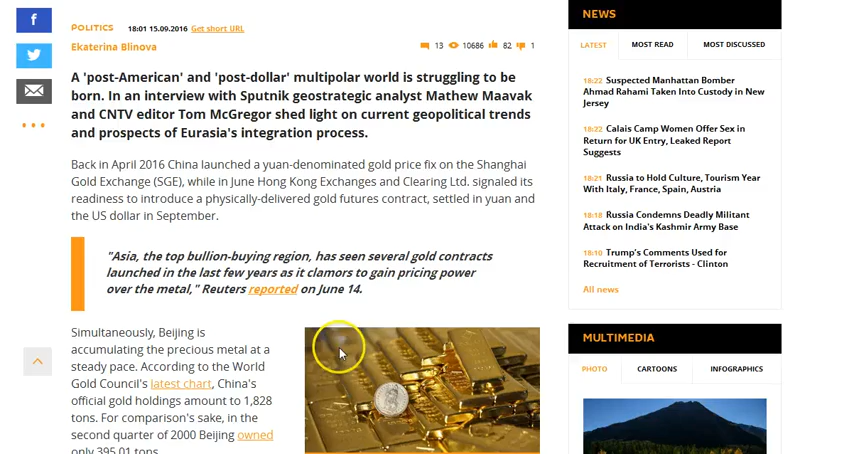 f
POLITICS 18:01 15.09.2016 Get short URL
Ekaterina Blinova 13 10686 82 1
A 'post-American' and 'post-dollar' multipolar world is struggling to be
born. In an interview with Sputnik geostrategic analyst Mathew Maavak
and CNTV editor Tom McGregor shed light on current geopolitical trends
and prospects of Eurasia's integration process.
Back in April 2016 China launched a yuan-denominated gold price fix on the Shanghai
Gold Exchange (SGE), while in June Hong Kong Exchanges and Clearing Ltd. signaled its
readiness to introduce a physically-delivered gold futures contract, settled in yuan and
the US dollar in September.
"Asia, the top bullion-buying region, has seen several gold contracts
launched in the last few years as it clamors to gain pricing power
over the metal," Reuters reported on June 14.
Simultaneously, Beijing is
accumulating the precious metal at a
steady pace. According to the World
Gold Council's latest chart, China's
official gold holdings amount to 1,828
tons. For comparison's sake, in the
second quarter of 2000 Beijing owned
only 395.01 tons.
NEWS
LATEST MOST READ MOST DISCUSSED
18:22 Suspected Manhattan Bomber
Ahmad Rahami Taken Into Custody in New
Jersey
18:22 Calais Camp Women Offer Sex in
Return for UK Entry, Leaked Report
Suggests
18:21 Russia to Hold Culture, Tourism Year
With Italy, France, Spain, Austria
18:18 Russia Condemns Deadly Militant
Attack on India's Kashmir Army Base
18:10 Trump's Comments Used for
Recruitment of Terrorists - Clinton
All news
MULTIMEDIA
PHOTO CARTOONS INFOGRAPHICS